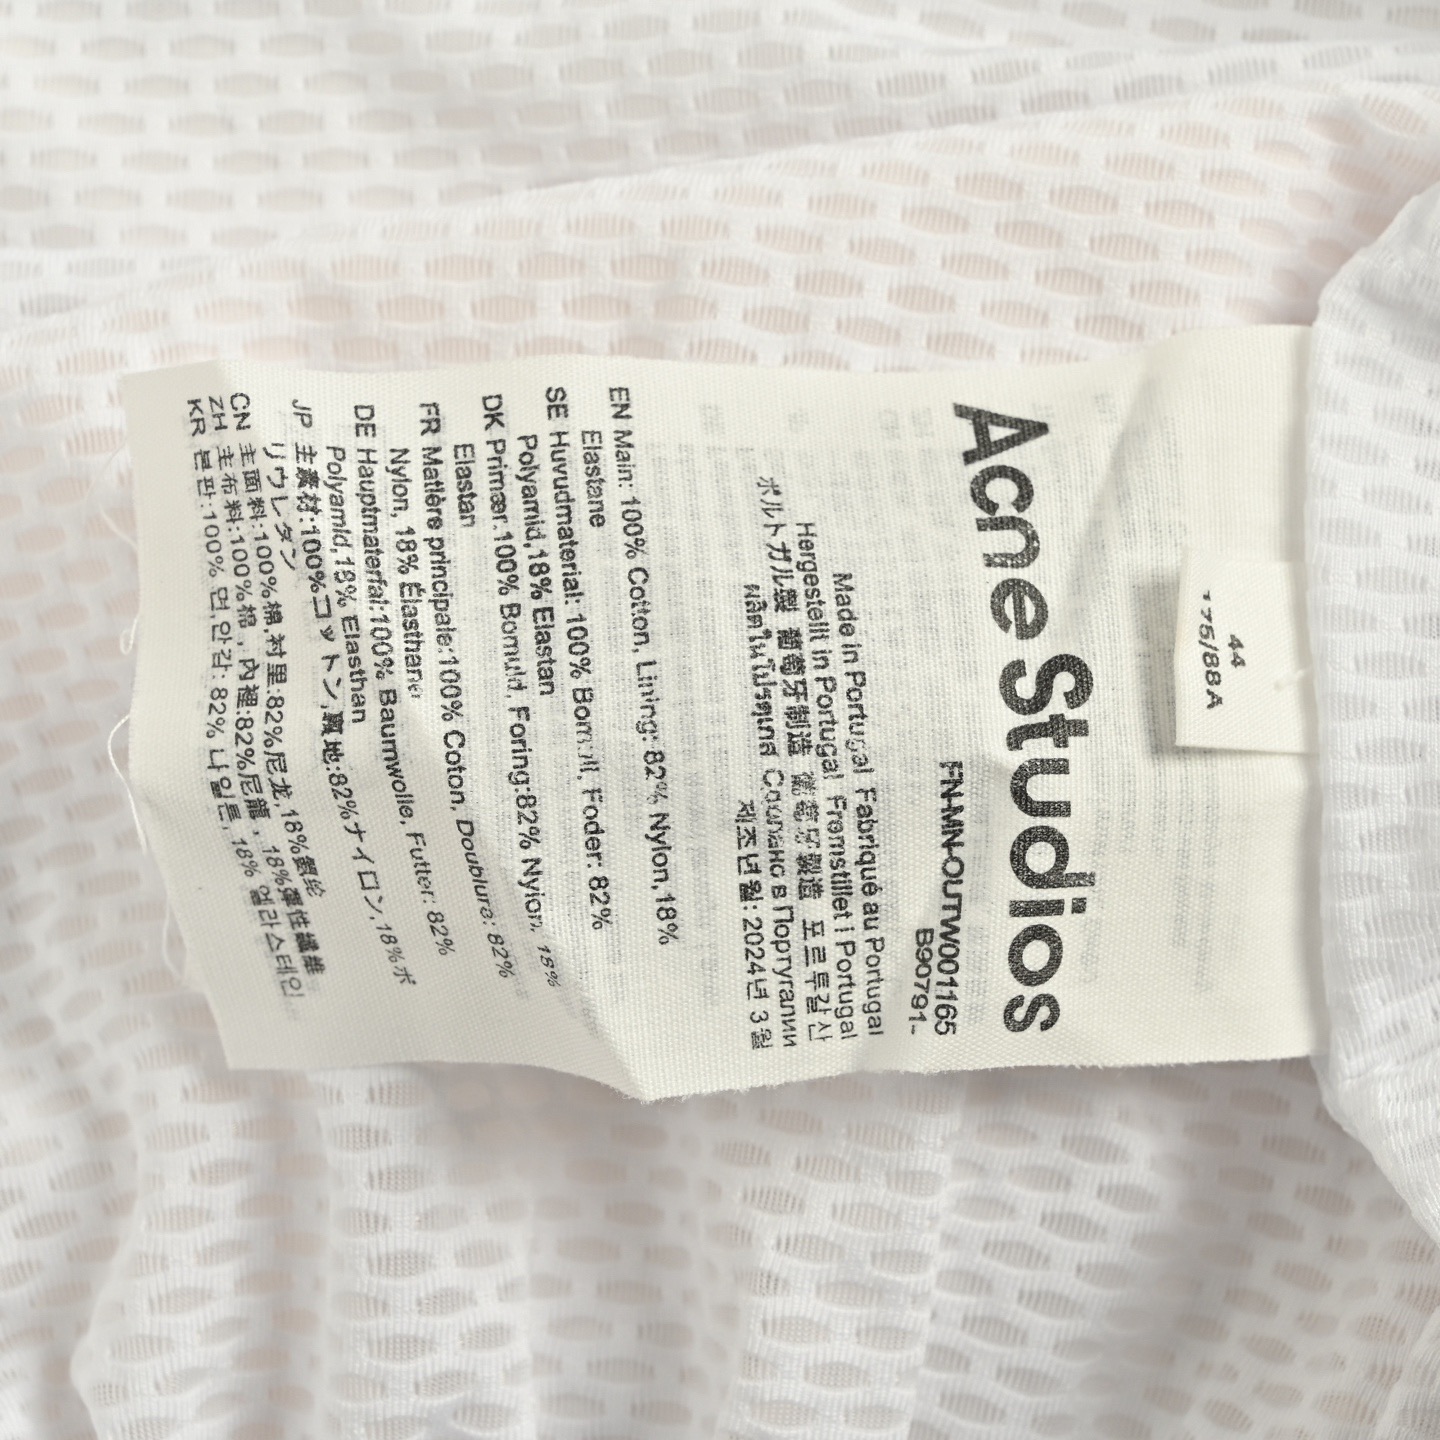 44
175/88A
Acne Studios
FN-MN-OUTW001165
B90791-
Made in Portugal Fabriqué au Portugal
Hergestellt in Portugal Fremstillet i Portugal
ポルトガル製 葡萄牙制造 葡萄牙製造 포르투갈산
ผลิตในโปรตุเกส Сделано в Португалии
제조년월: 2024년 3월
EN Main: 100% Cotton, Lining: 82% Nylon,18%
Elastane
SE Huvudmaterial: 100% Bomull, Foder: 82%
Polyamid,18% Elastan
DK Primær:100% Bomuld, Foring:82% Nylon, 18%
Elastan
FR Matière principale:100% Coton, Doublure: 82%
Nylon, 18% Élasthane
DE Hauptmaterial:100% Baumwolle, Futter: 82%
Polyamid,18% Elasthan
JP 主素材:100%コットン,裏地:82%ナイロン,18%ポ
リウレタン
CN 主面料:100%棉,衬里:82%尼龙,18%氨纶
ZH 主布料:100%棉, 內裡:82%尼龍, 18%彈性纖維
KR 본판:100% 면,안감: 82% 나일론, 18% 엘라스테인